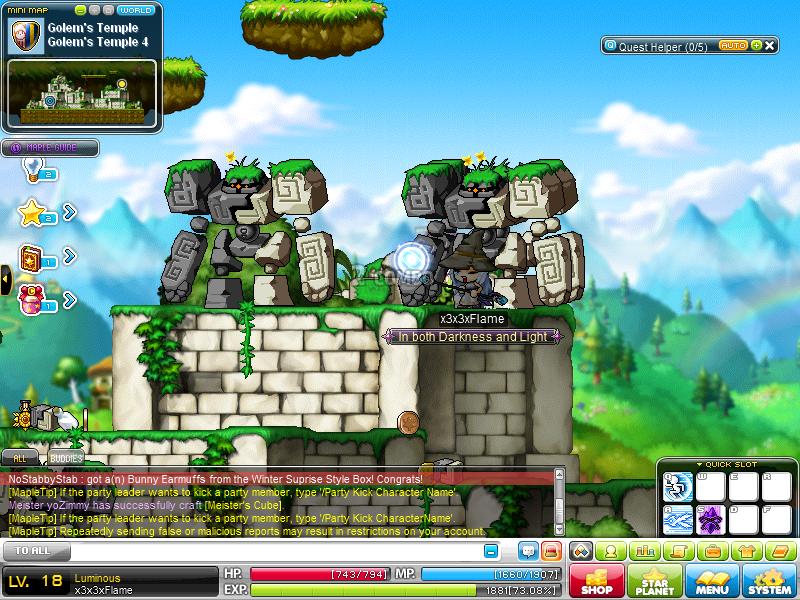 MINI MAP
WORLD
Golem's Temple
Golem's Temple 4
Quest Helper (0/5)
AUTO
MAPLE GUIDE
2
2
1
1
x3x3xFlame
In both Darkness and Light
ALL
BUDDIES
NoStabbyStab : got a(n) Bunny Earmuffs from the Winter Suprise Style Box! Congrats!
[MapleTip] If the party leader wants to kick a party member, type '/Party Kick Character Name'.
Meister yoZimmy has successfully craft [Meister's Cube].
[MapleTip] If the party leader wants to kick a party member, type '/Party Kick CharacterName'.
[MapleTip] Repeatedly sending false or malicious reports may result in restrictions on your account.
QUICK SLOT
W
E
R
A
S
D
F
TO ALL
LV. 18
Luminous
x3x3xFlame
HP.
[743/794]
MP.
[1660/1907]
EXP.
1881[73.08%]
SHOP
STAR PLANET
MENU
SYSTEM